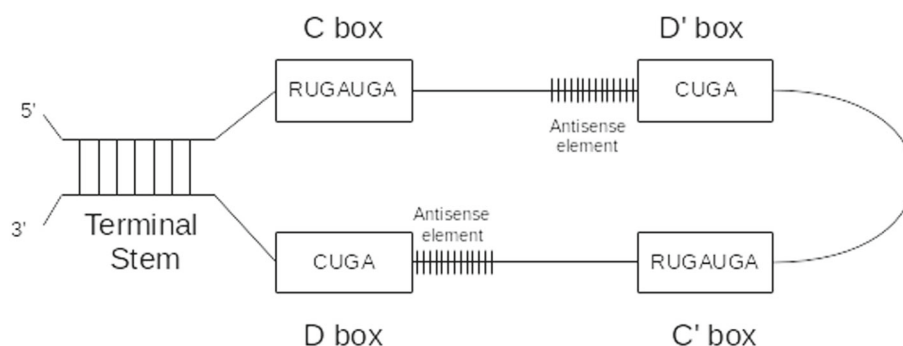 C box
D' box
RUGAUGA
CUGA
5'
Antisense
element
3'
Terminal
Stem
Antisense
element
CUGA
RUGAUGA
D box
C' box